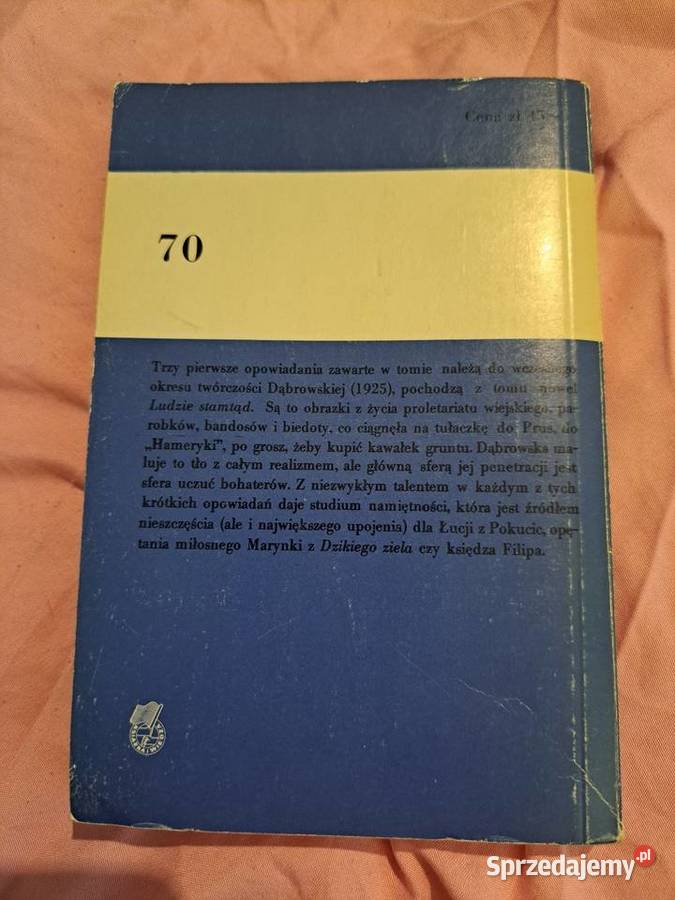 Cena zł 15
70
Trzy pierwsze opowiadania zawarte w tomie należą do wczesnego
okresu twórczości Dąbrowskiej (1925), pochodzą z tomu nowel
Ludzie stamtąd. Są to obrazki z życia proletariatu wiejskiego, pa-
robków, bandosów i biedoty, co ciągnęła na tułaczkę do Prus, do
„Hameryki”, po grosz, żeby kupić kawałek gruntu. Dąbrowska ma-
luje to tło z całym realizmem, ale główną sferą jej penetracji jest
sfera uczuć bohaterów. Z niezwykłym talentem w każdym z tych
krótkich opowiadań daje studium namiętności, która jest źródłem
nieszczęścia (ale i największego upojenia) dla Łucji z Pokucic, opę-
tania miłosnego Marynki z Dzikiego ziela czy księdza Filipa.
Sprzedajemy.pl